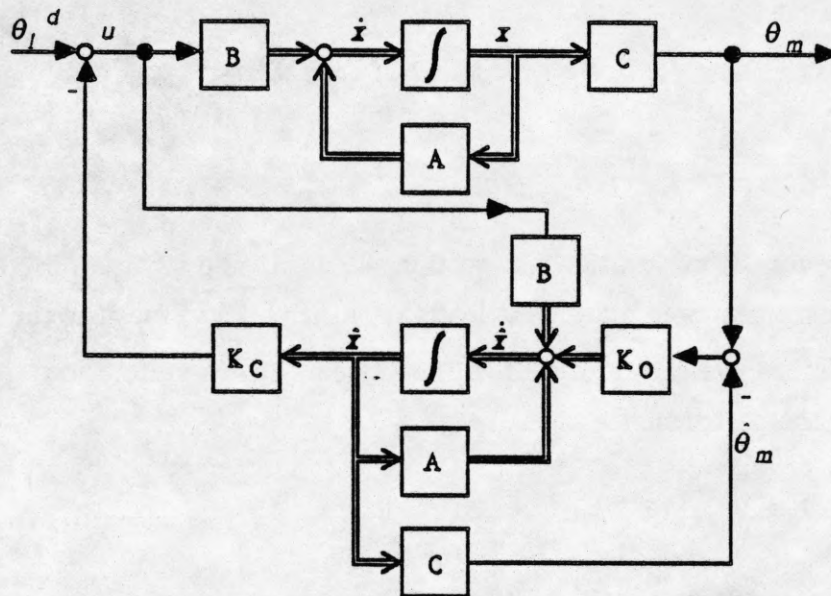 θ_l^d u B ẋ ∫ x C θ_m
-
A
B
K_C x̂ ∫ x̂̇ K_O
-
θ̂_m
A
C